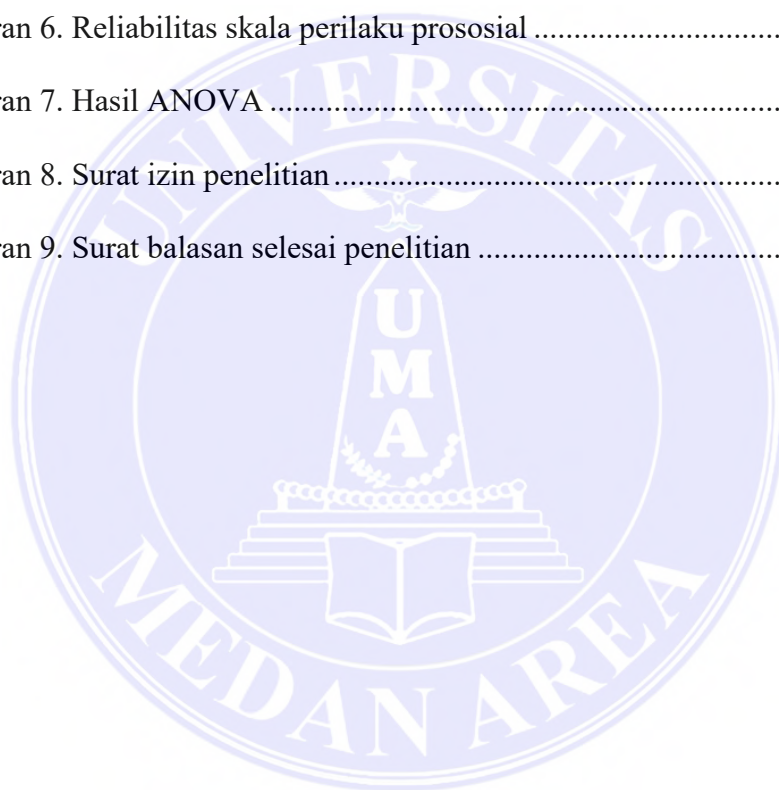 ran 6. Reliabilitas skala perilaku prososial ...............................
ran 7. Hasil ANOVA ................................................................
ran 8. Surat izin penelitian ........................................................
ran 9. Surat balasan selesai penelitian ......................................
UNIVERSITAS
U
M
A
MEDAN AREA